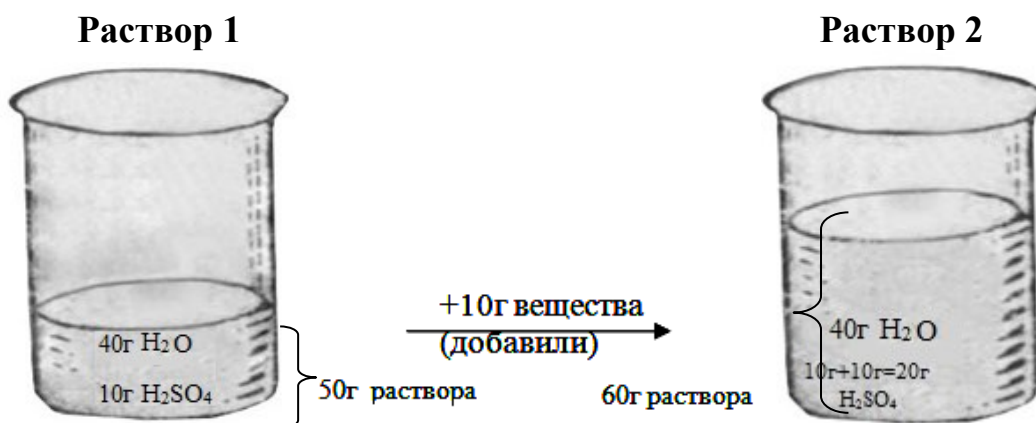 Раствор 1
Раствор 2
+10г вещества
(добавили)
40г H₂O
10г H₂SO₄
50г раствора
60г раствора
40г H₂O
10г+10г=20г
H₂SO₄